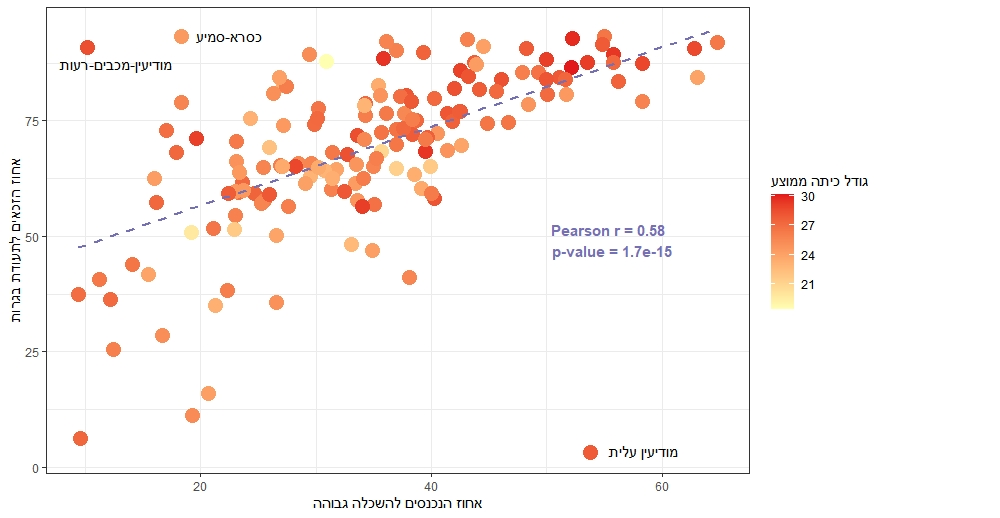 כסרא-סמיע
מודיעין-מכבים-רעות
גודל כיתה ממוצע
30
27
24
21
75
50
25
0
אחוז הזכאים לתעודת בגרות
Pearson r = 0.58
p-value = 1.7e-15
מודיעין עלית
20
40
60
אחוז הנכנסים להשכלה גבוהה